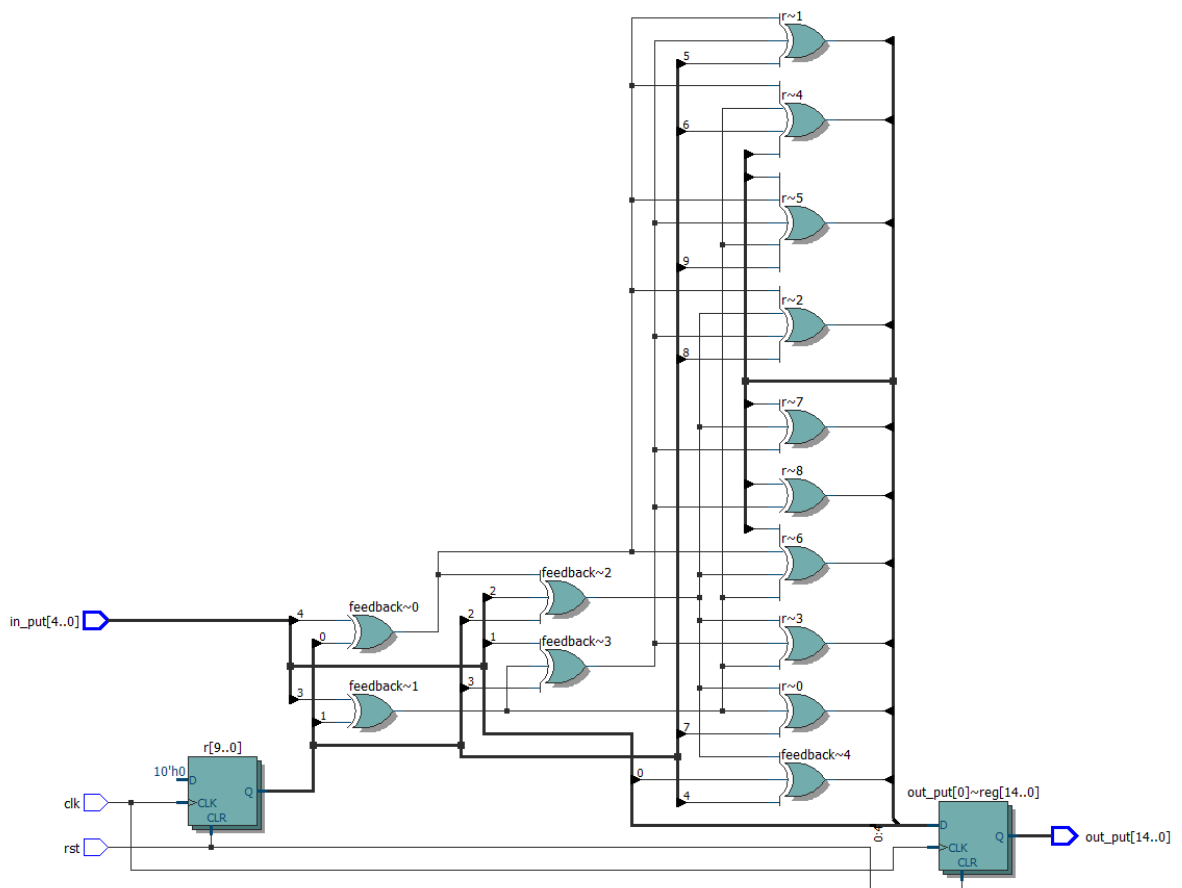 r~1
5
r~4
6
r~5
9
r~2
8
r~7
r~8
r~6
feedback~2
2
in_put[4..0]
4
feedback~0
2
0
1
feedback~3
r~3
3
feedback~1
3
1
r~0
7
r[9..0]
feedback~4
10'h0
D
Q
0
4
out_put[0]~reg[14..0]
clk
CLK
CLR
0:4
D
Q
out_put[14..0]
rst
CLK
CLR